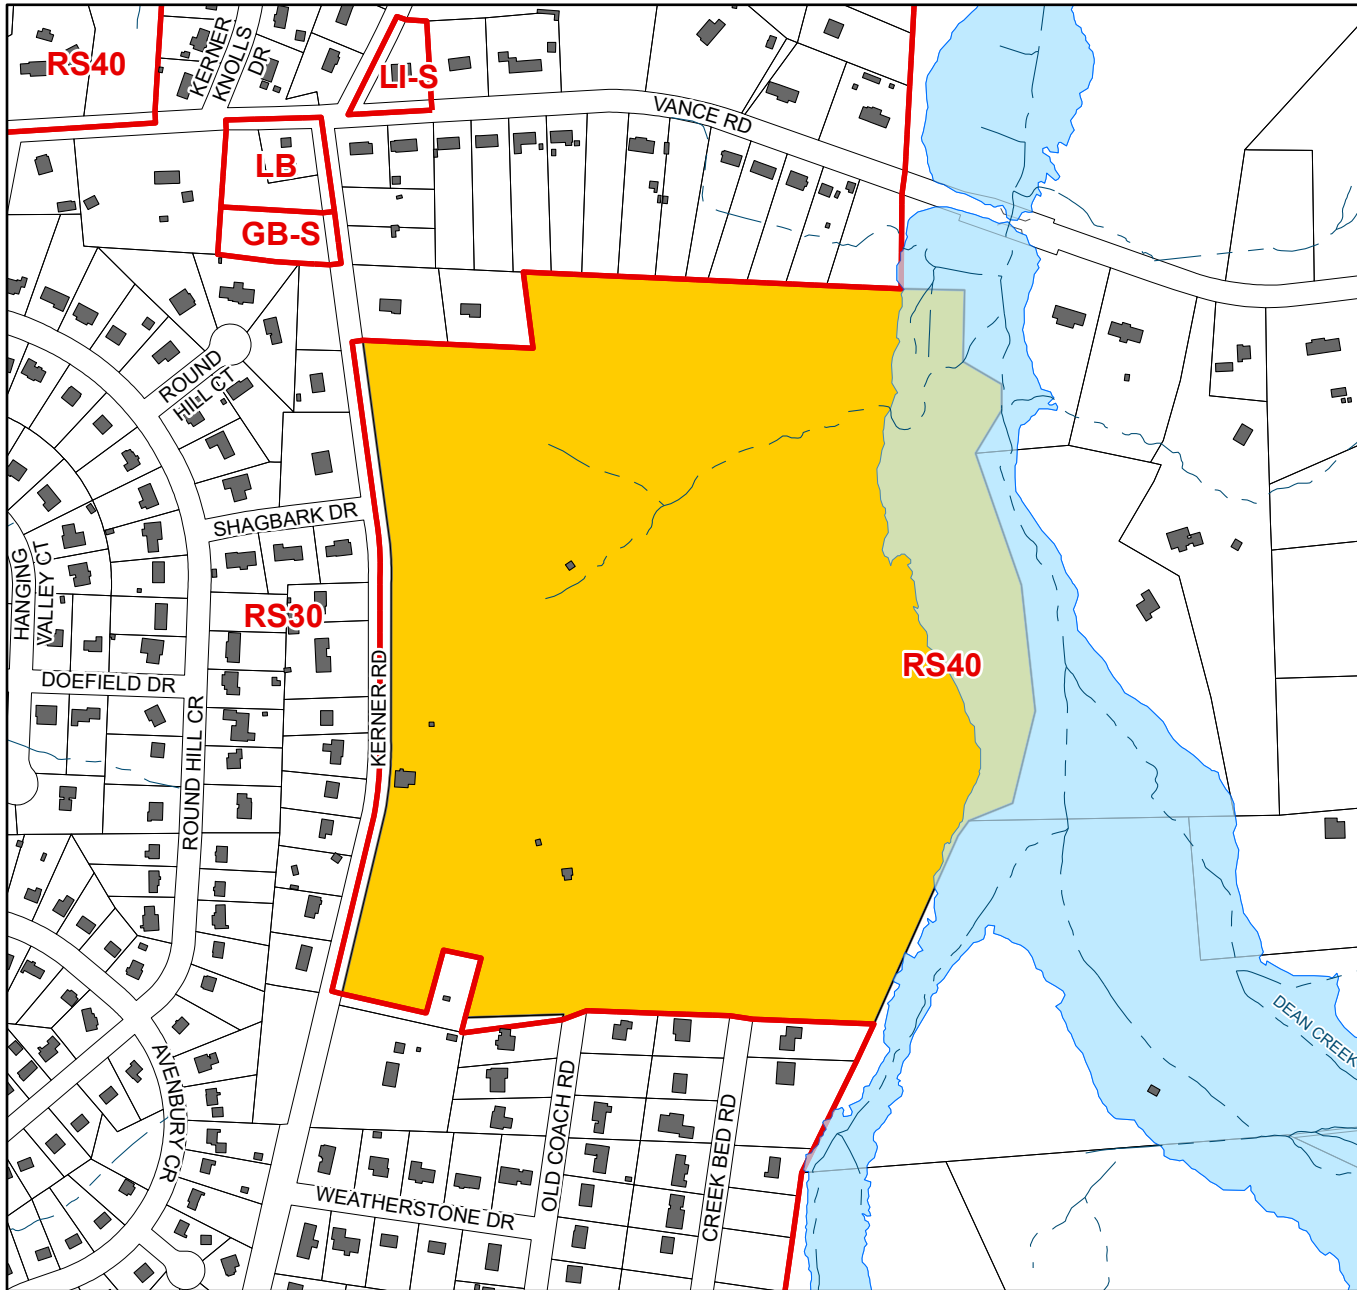 RS40
KERNER
KNOLLS
DR
LI-S
VANCE RD
LB
GB-S
ROUND
HILL CT
SHAGBARK DR
HANGING
VALLEY CT
RS30
KERNER RD
RS40
DOEFIELD DR
ROUND HILL CR
DEAN CREEK
AVENBURY CR
OLD COACH RD
CREEK BED RD
WEATHERSTONE DR